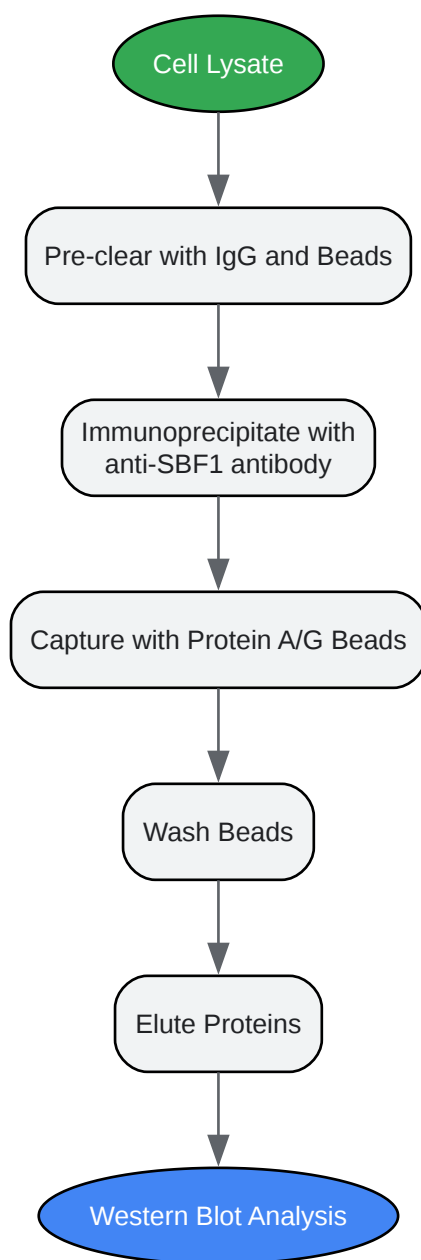 Cell Lysate
Pre-clear with IgG and Beads
Immunoprecipitate with
anti-SBF1 antibody
Capture with Protein A/G Beads
Wash Beads
Elute Proteins
Western Blot Analysis